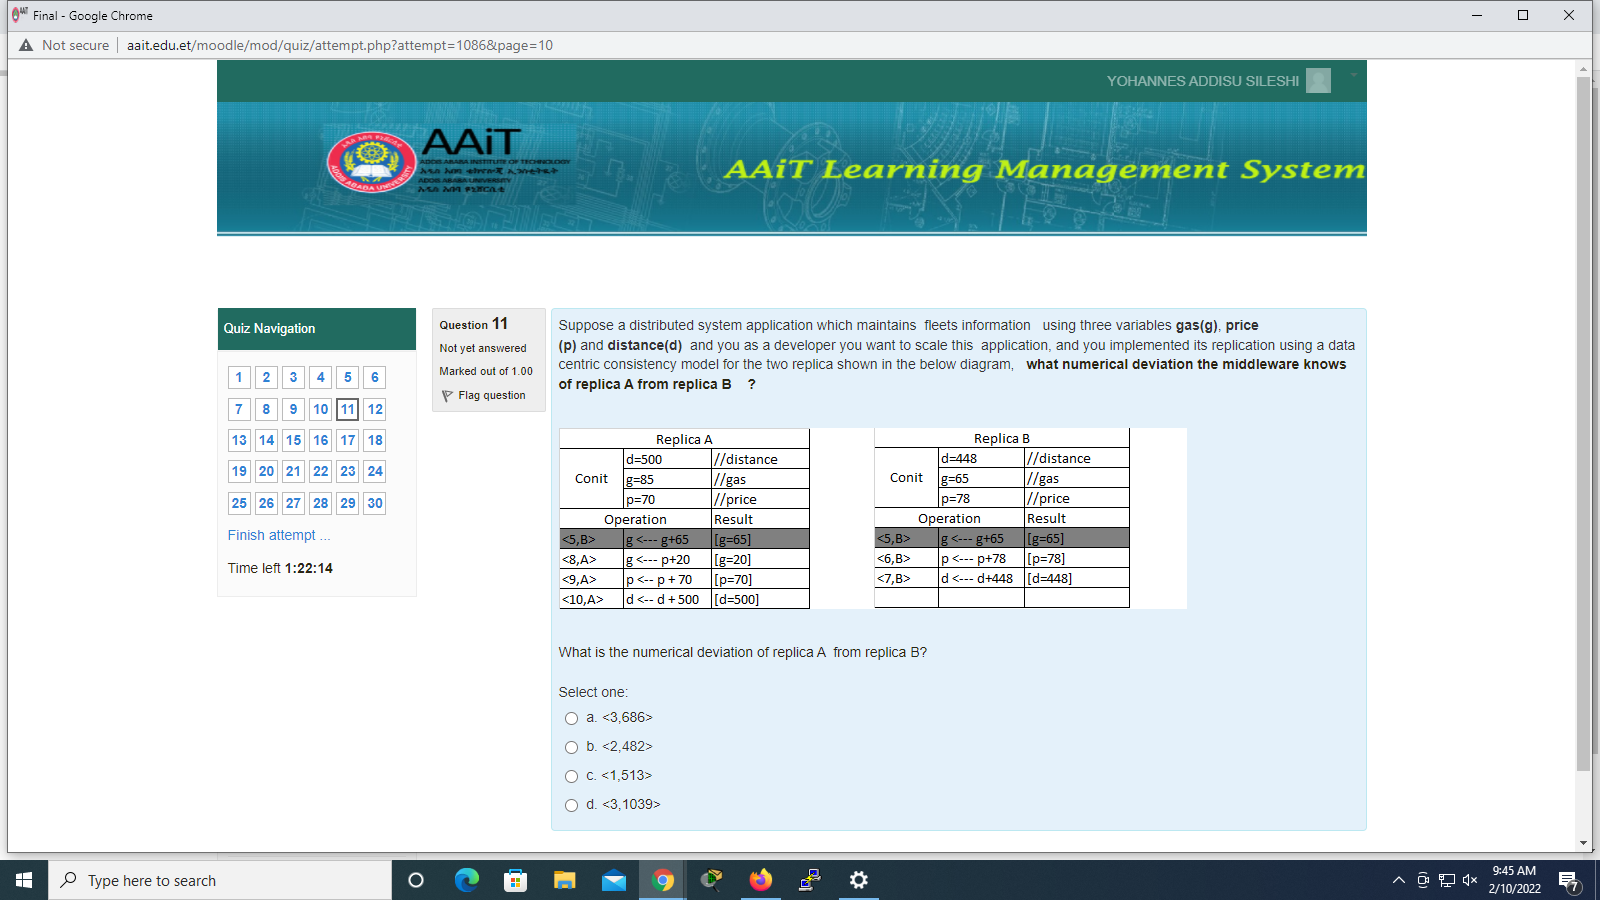 Final - Google Chrome
Not secure | aait.edu.et/moodle/mod/quiz/attempt.php?attempt=1086&page=10
YOHANNES ADDISU SILESHI
AAiT
ADDIS ABABA INSTITUTE OF TECHNOLOGY
ADDIS ABABA UNIVERSITY
AAiT Learning Management System
Quiz Navigation
1 2 3 4 5 6
7 8 9 10 11 12
13 14 15 16 17 18
19 20 21 22 23 24
25 26 27 28 29 30
Finish attempt ...
Time left 1:22:14
Question 11
Not yet answered
Marked out of 1.00
Flag question
Suppose a distributed system application which maintains fleets information using three variables gas(g), price
(p) and distance(d) and you as a developer you want to scale this application, and you implemented its replication using a data
centric consistency model for the two replica shown in the below diagram, what numerical deviation the middleware knows
of replica A from replica B ?
Replica A
Conit
d=500 //distance
g=85 //gas
p=70 //price
Operation Result
<5,B> g <--- g+65 [g=65]
<8,A> g <--- p+20 [g=20]
<9,A> p <-- p + 70 [p=70]
<10,A> d <-- d + 500 [d=500]
Replica B
Conit
d=448 //distance
g=65 //gas
p=78 //price
Operation Result
<5,B> g <--- g+65 [g=65]
<6,B> p <--- p+78 [p=78]
<7,B> d <--- d+448 [d=448]
What is the numerical deviation of replica A from replica B?
Select one:
a. <3,686>
b. <2,482>
c. <1,513>
d. <3,1039>
Type here to search
9:45 AM
2/10/2022
7